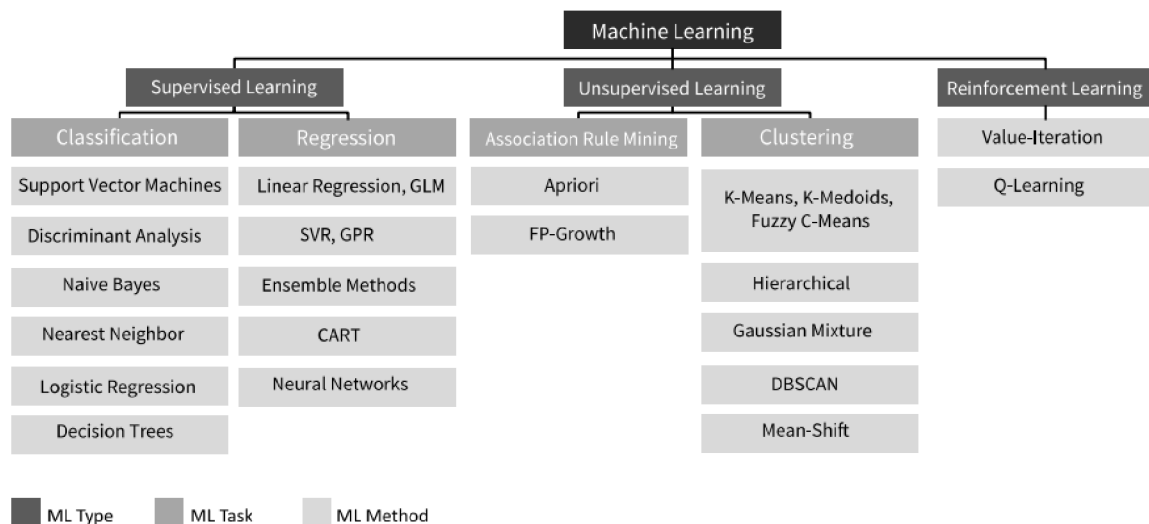 Machine Learning
Supervised Learning
Unsupervised Learning
Reinforcement Learning
Classification
Regression
Association Rule Mining
Clustering
Value-Iteration
Support Vector Machines
Linear Regression, GLM
Apriori
K-Means, K-Medoids,
Fuzzy C-Means
Q-Learning
Discriminant Analysis
SVR, GPR
FP-Growth
Naive Bayes
Ensemble Methods
Hierarchical
Nearest Neighbor
CART
Gaussian Mixture
Logistic Regression
Neural Networks
DBSCAN
Decision Trees
Mean-Shift
ML Type
ML Task
ML Method